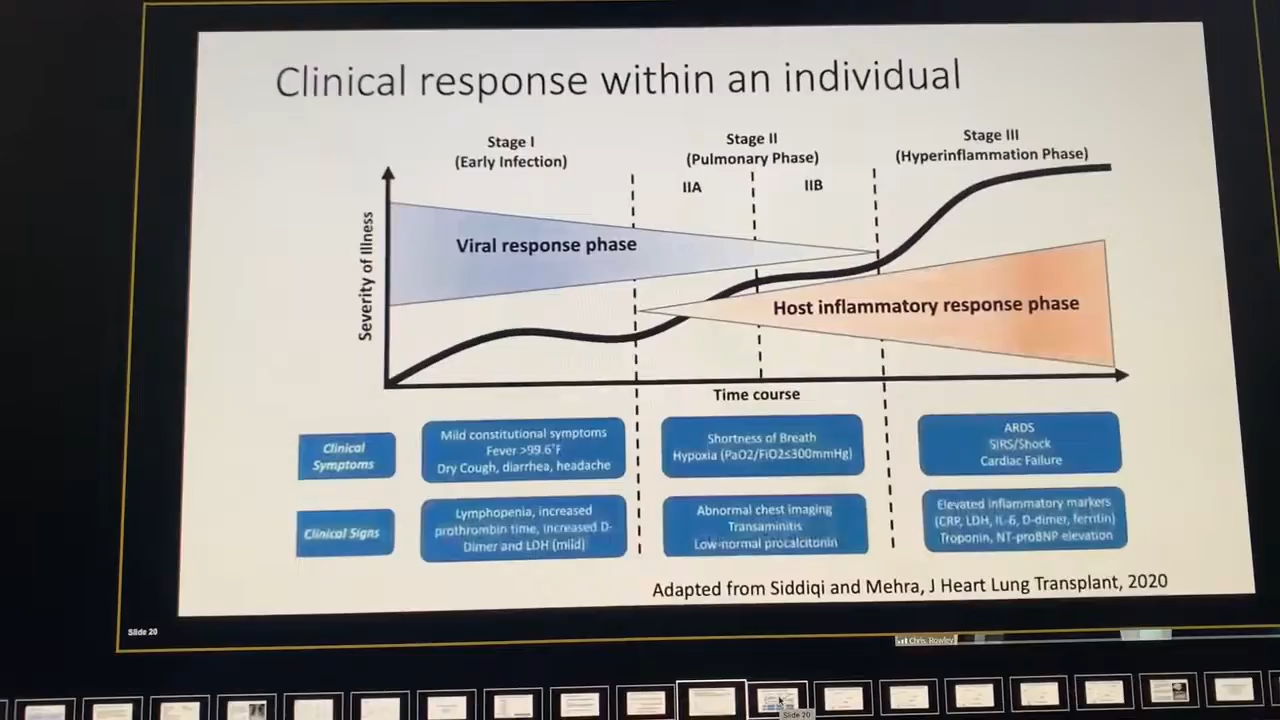 Clinical response within an individual
Stage I
(Early Infection)
Stage II
(Pulmonary Phase)
Stage III
(Hyperinflammation Phase)
IIA
IIB
Severity of Illness
Viral response phase
Host inflammatory response phase
Time course
Clinical
Symptoms
Mild constitutional symptoms
Fever >99.6°F
Dry Cough, diarrhea, headache
Shortness of Breath
Hypoxia (PaO2/FiO2≤300mmHg)
ARDS
SIRS/Shock
Cardiac Failure
Clinical Signs
Lymphopenia, increased
prothrombin time, increased D-
Dimer and LDH (mild)
Abnormal chest imaging
Transaminitis
Low-normal procalcitonin
Elevated inflammatory markers
(CRP, LDH, IL-6, D-dimer, ferritin)
Troponin, NT-proBNP elevation
Adapted from Siddiqi and Mehra, J Heart Lung Transplant, 2020
Slide 20
Chris Rowley
Slide 20